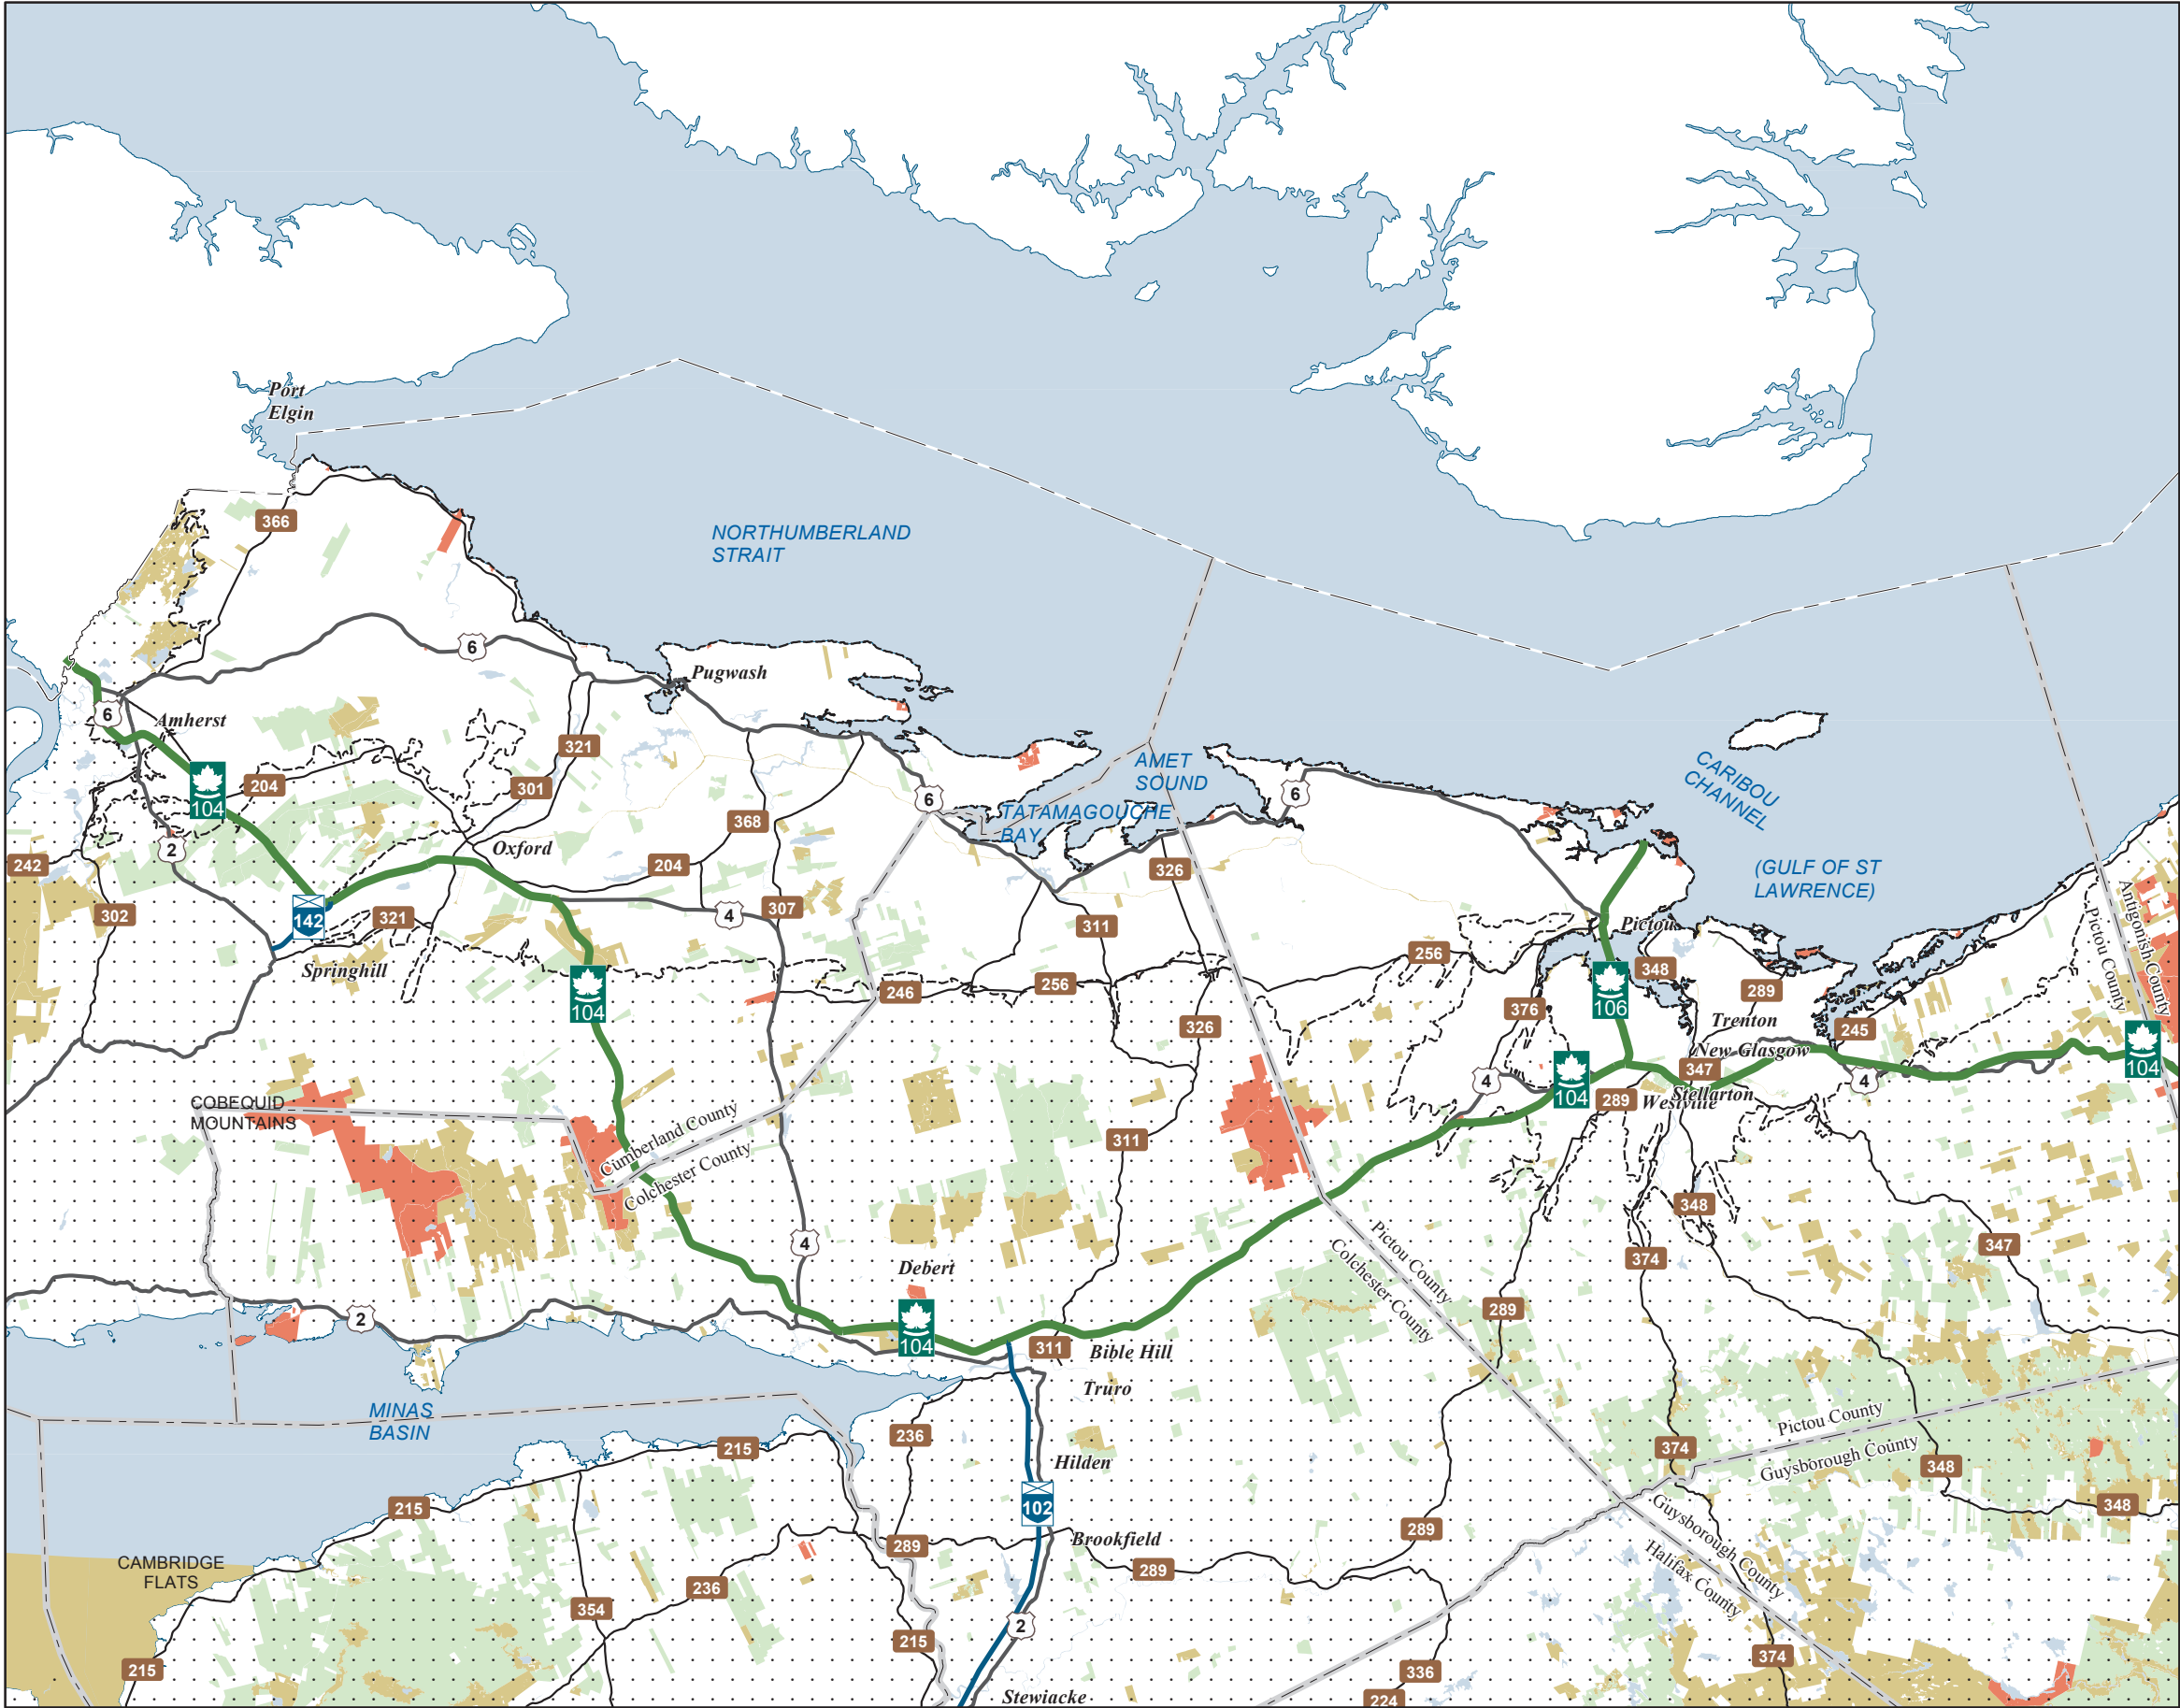 Port
Elgin
366
NORTHUMBERLAND
STRAIT
6
Pugwash
6
Amherst
321
AMET
SOUND
CARIBOU
CHANNEL
104
204
301
6
6
TATAMAGOUCHE
BAY
368
2
Oxford
242
204
326
(GULF OF ST
LAWRENCE)
302
142
321
4
307
311
Pictou
Antigonish County
Pictou County
Springhill
256
348
104
246
256
106
289
376
326
Trenton
245
New Glasgow
104
347
4
104
4
COBEQUID
MOUNTAINS
289
Westville
Stellarton
Cumberland County
Colchester County
311
348
4
347
374
Pictou County
Colchester County
Debert
289
2
104
311
Bible Hill
Truro
MINAS
BASIN
Pictou County
Guysborough County
215
236
374
Hilden
348
215
102
348
Guysborough County
Halifax County
289
Brookfield
289
289
CAMBRIDGE
FLATS
236
354
2
215
215
336
374
Stewiacke
224